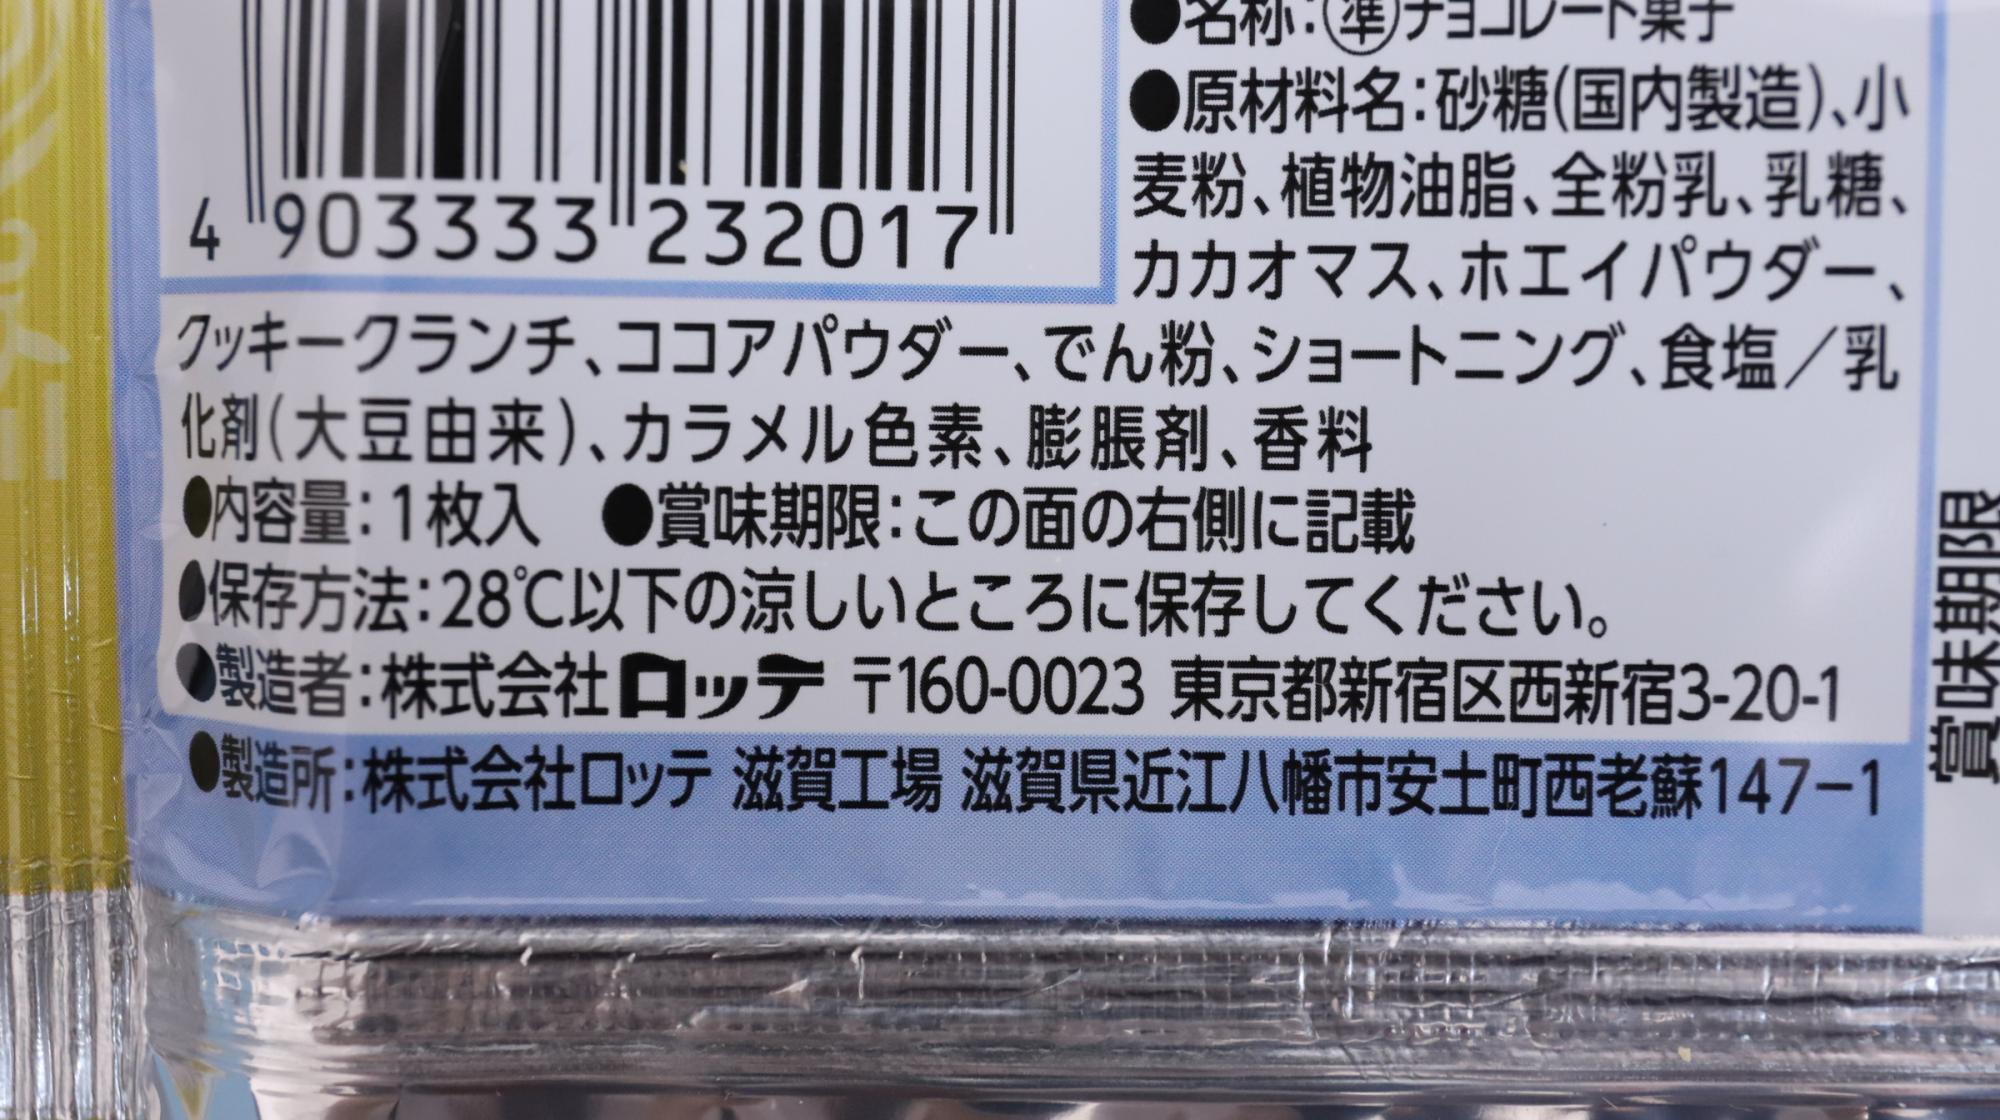 ●名称:㊜チョコレート菓子
●原材料名:砂糖(国内製造)、小
麦粉、植物油脂、全粉乳、乳糖、
カカオマス、ホエイパウダー、
4 903333 232017
クッキークランチ、ココアパウダー、でん粉、ショートニング、食塩／乳
化剤(大豆由来)、カラメル色素、膨脹剤、香料
●内容量:1枚入 ●賞味期限:この面の右側に記載
●保存方法:28℃以下の涼しいところに保存してください。
●製造者:株式会社ロッテ 〒160-0023 東京都新宿区西新宿3-20-1
●製造所:株式会社ロッテ 滋賀工場 滋賀県近江八幡市安土町西老蘇147-1
賞味期限